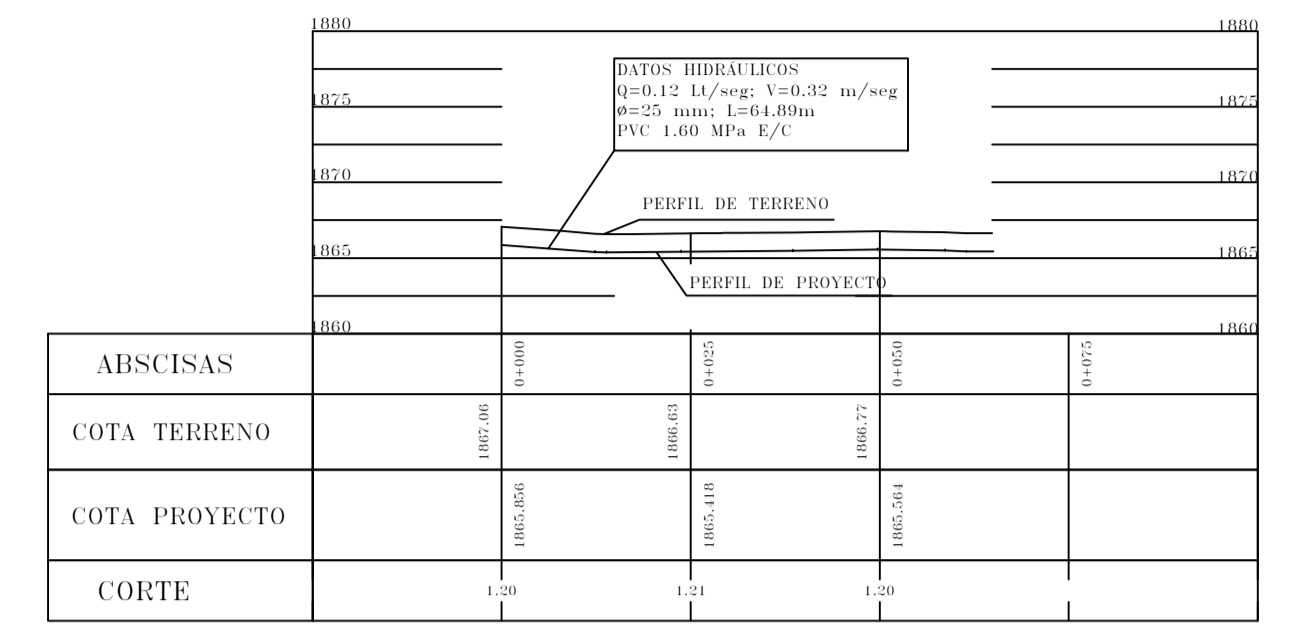 1880 1880
DATOS HIDRÁULICOS
Q=0.12 Lt/seg; V=0.32 m/seg
ø=25 mm; L=64.89m
PVC 1.60 MPa E/C
1875 1875
1870 1870
PERFIL DE TERRENO
1865 1865
PERFIL DE PROYECTO
1860 1860
ABSCISAS 0+000 0+025 0+050 0+075
COTA TERRENO 1867.06 1866.63 1866.77
COTA PROYECTO 1865.856 1865.418 1865.564
CORTE 1.20 1.21 1.20